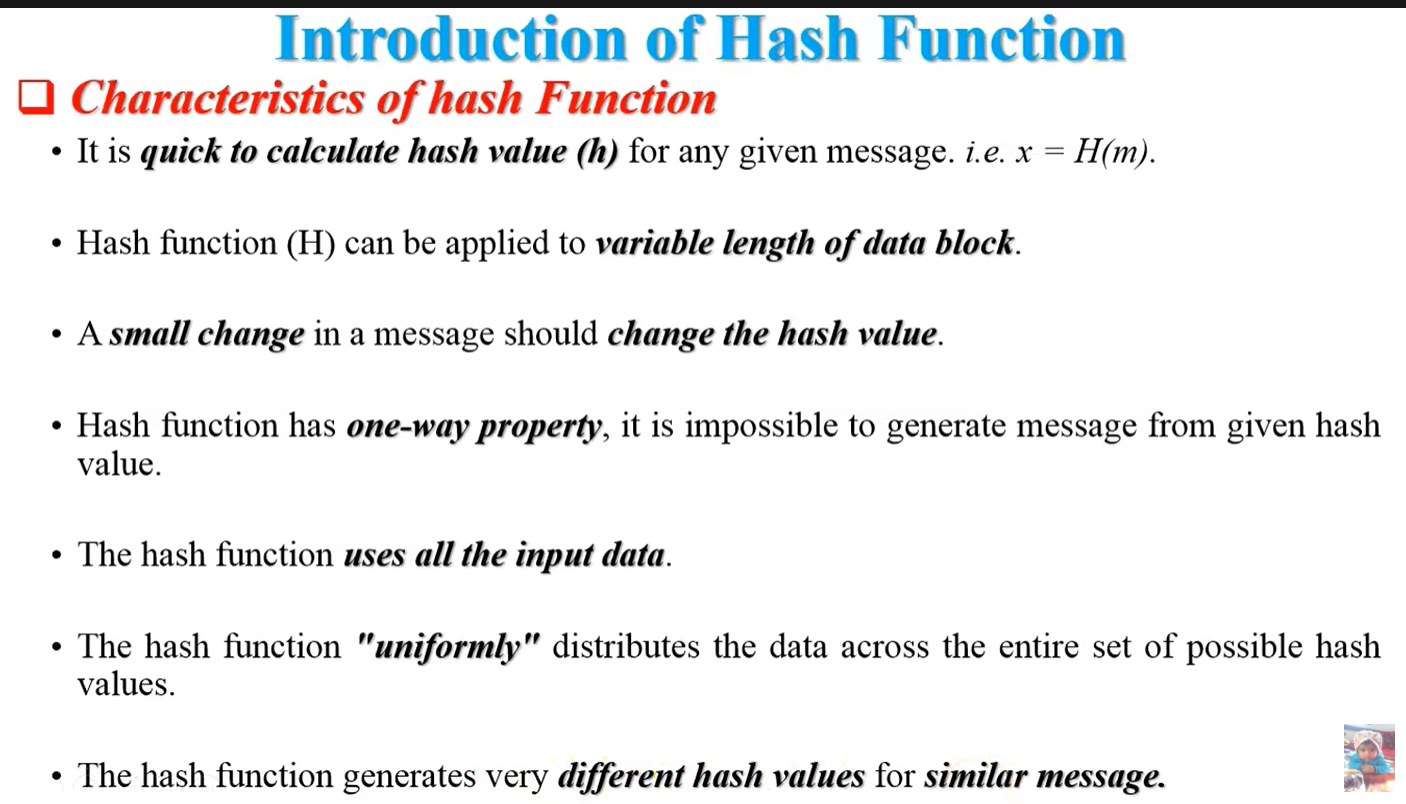 Introduction of Hash Function
❑ Characteristics of hash Function
• It is quick to calculate hash value (h) for any given message. i.e. x = H(m).
• Hash function (H) can be applied to variable length of data block.
• A small change in a message should change the hash value.
• Hash function has one-way property, it is impossible to generate message from given hash
value.
• The hash function uses all the input data.
• The hash function "uniformly" distributes the data across the entire set of possible hash
values.
• The hash function generates very different hash values for similar message.